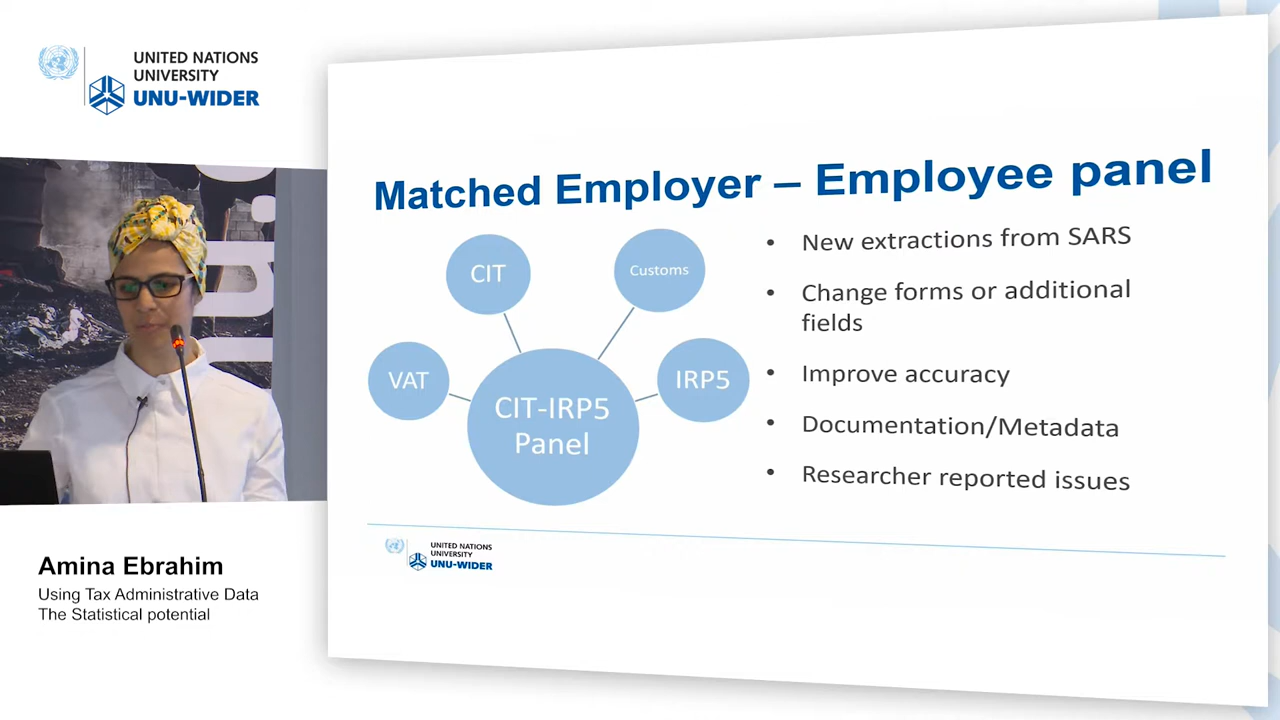 UNITED NATIONS
UNIVERSITY
UNU-WIDER
Matched Employer – Employee panel
CIT
Customs
VAT
IRP5
CIT-IRP5
Panel
• New extractions from SARS
• Change forms or additional
fields
• Improve accuracy
• Documentation/Metadata
• Researcher reported issues
UNITED NATIONS
UNIVERSITY
UNU-WIDER
Amina Ebrahim
Using Tax Administrative Data
The Statistical potential